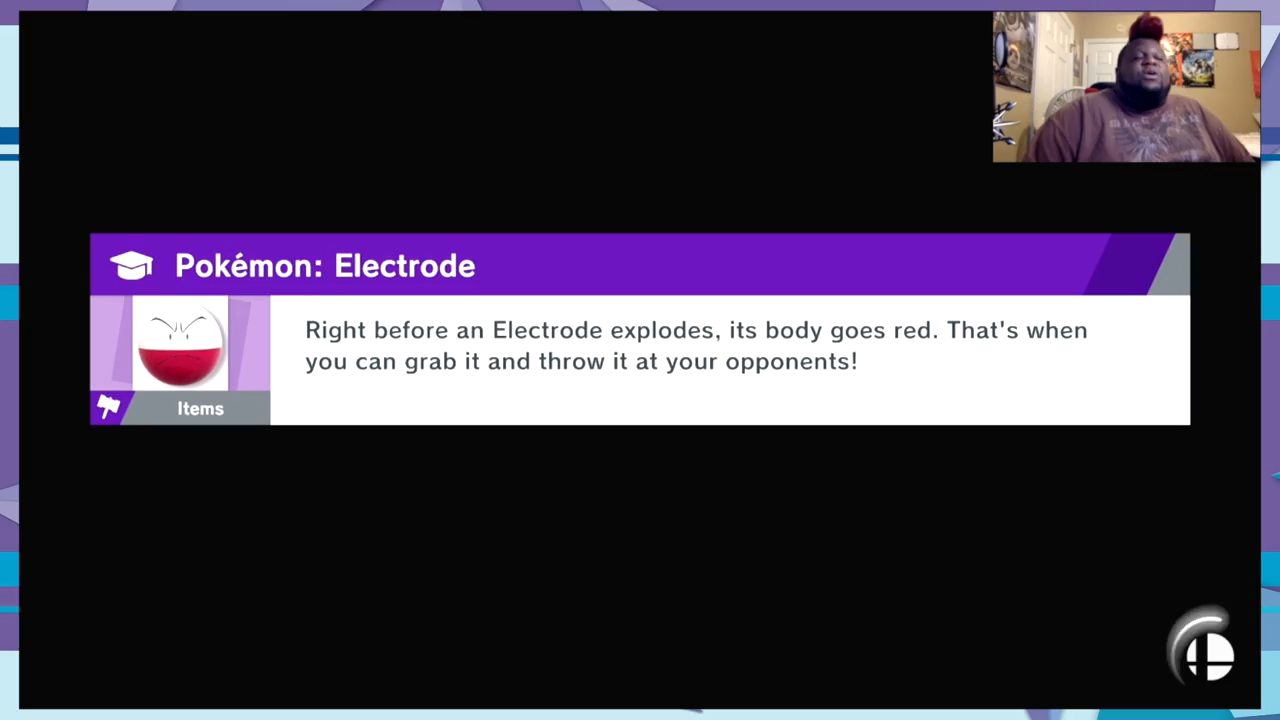 Pokémon: Electrode
Right before an Electrode explodes, its body goes red. That's when
you can grab it and throw it at your opponents!
Items